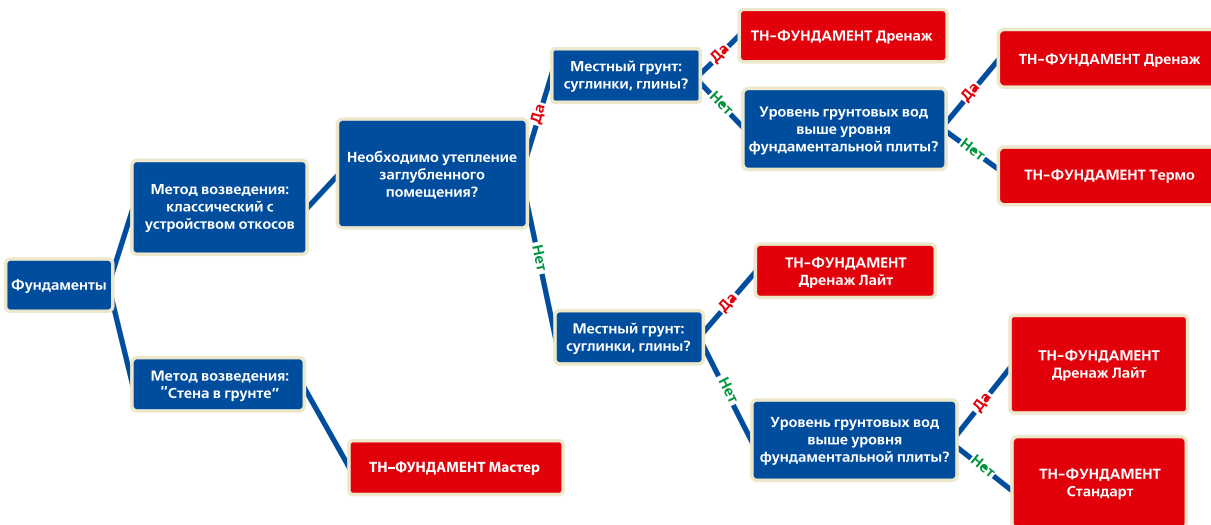 Фундаменты
Метод возведения:
классический с
устройством откосов
Метод возведения:
"Стена в грунте"
Необходимо утепление
заглубленного
помещения?
ТН-ФУНДАМЕНТ Мастер
Да
Нет
Местный грунт:
суглинки, глины?
Да
Нет
ТН-ФУНДАМЕНТ Дренаж
Уровень грунтовых вод
выше уровня
фундаментальной плиты?
Да
Нет
ТН-ФУНДАМЕНТ Дренаж
ТН-ФУНДАМЕНТ Термо
Местный грунт:
суглинки, глины?
Да
Нет
ТН-ФУНДАМЕНТ
Дренаж Лайт
Уровень грунтовых вод
выше уровня
фундаментальной плиты?
Да
Нет
ТН-ФУНДАМЕНТ
Дренаж Лайт
ТН-ФУНДАМЕНТ
Стандарт